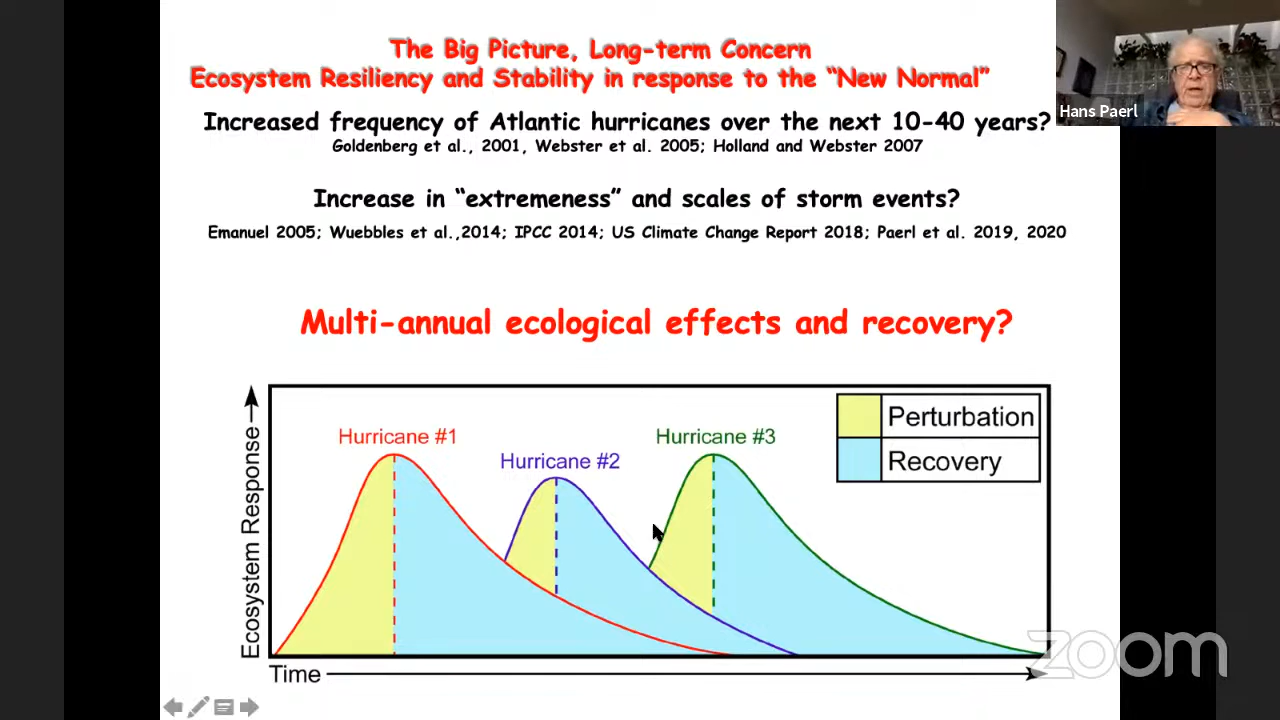 The Big Picture, Long-term Concern
Ecosystem Resiliency and Stability in response to the “New Normal”
Increased frequency of Atlantic hurricanes over the next 10-40 years?
Goldenberg et al., 2001, Webster et al. 2005; Holland and Webster 2007
Hans Paerl
Increase in “extremeness” and scales of storm events?
Emanuel 2005; Wuebbles et al.,2014; IPCC 2014; US Climate Change Report 2018; Paerl et al. 2019, 2020
Multi-annual ecological effects and recovery?
Hurricane #1
Hurricane #2
Hurricane #3
Perturbation
Recovery
Ecosystem Response
Time
zoom